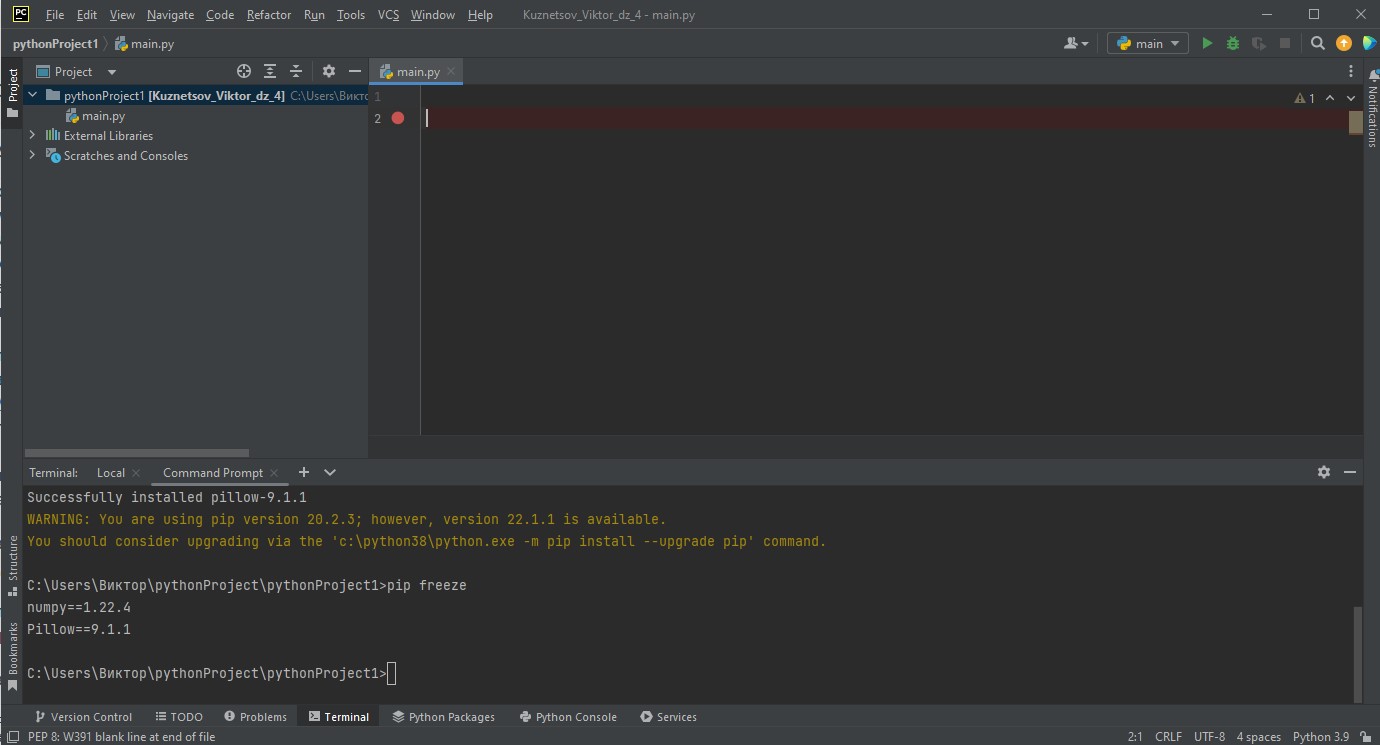 PC File Edit View Navigate Code Refactor Run Tools VCS Window Help Kuznetsov_Viktor_dz_4 - main.py
pythonProject1 main.py main
Project
Project
main.py
Notifications
pythonProject1 [Kuznetsov_Viktor_dz_4] C:\Users\Викто
main.py
External Libraries
Scratches and Consoles
1
2
1
Terminal: Local Command Prompt
Successfully installed pillow-9.1.1
WARNING: You are using pip version 20.2.3; however, version 22.1.1 is available.
You should consider upgrading via the 'c:\python38\python.exe -m pip install --upgrade pip' command.
C:\Users\Виктор\pythonProject\pythonProject1>pip freeze
numpy==1.22.4
Pillow==9.1.1
C:\Users\Виктор\pythonProject\pythonProject1>
Structure
Bookmarks
Version Control TODO Problems Terminal Python Packages Python Console Services
PEP 8: W391 blank line at end of file 2:1 CRLF UTF-8 4 spaces Python 3.9